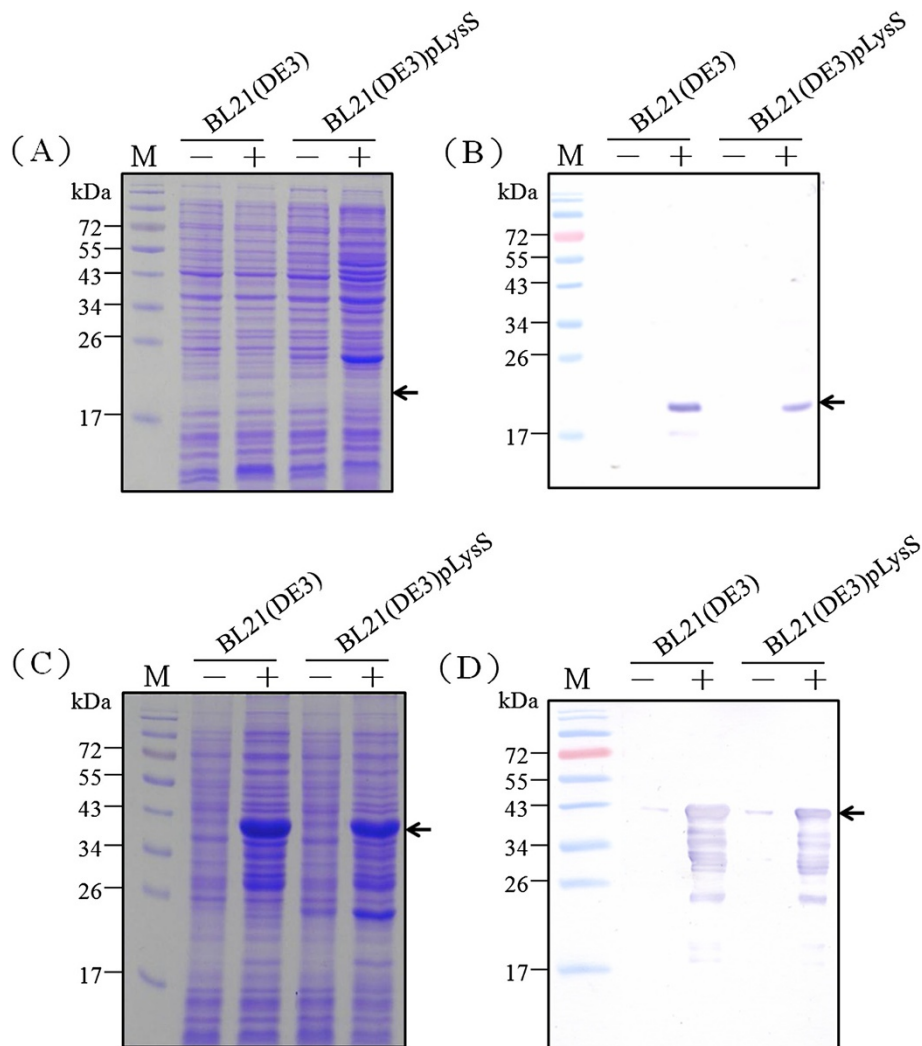 BL21(DE3)
BL21(DE3)pLysS
(A)
M − + − +
kDa
72
55
43
34
26
17
BL21(DE3)
BL21(DE3)pLysS
(B)
M − + − +
kDa
72
55
43
34
26
17
BL21(DE3)
BL21(DE3)pLysS
(C)
M − + − +
kDa
72
55
43
34
26
17
BL21(DE3)
BL21(DE3)pLysS
(D)
M − + − +
kDa
72
55
43
34
26
17